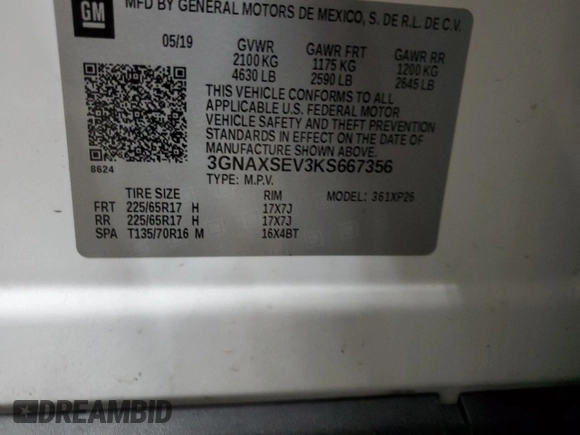 GM
MFD BY GENERAL MOTORS DE MEXICO, S. DE R.L. DE C.V.
05/19 GVWR GAWR FRT GAWR RR
2100 KG 1175 KG 1200 KG
4630 LB 2590 LB 2645 LB
THIS VEHICLE CONFORMS TO ALL
APPLICABLE U.S. FEDERAL MOTOR
VEHICLE SAFETY AND THEFT PREVENTION
STANDARDS IN EFFECT ON THE DATE OF
MANUFACTURE SHOWN ABOVE.
8624
3GNAXSEV3KS667356
TYPE: M.P.V.
TIRE SIZE RIM MODEL: 361XP26
FRT 225/65R17 H 17X7J
RR 225/65R17 H 17X7J
SPA T135/70R16 M 16X4BT
DREAMBID